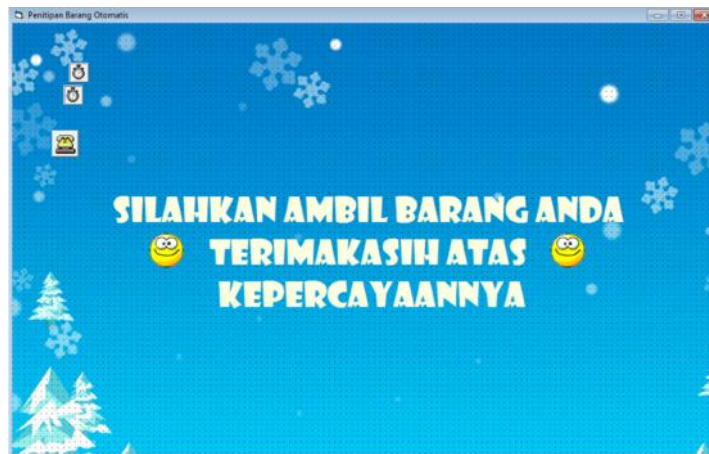 Penitipan Barang Otomatis
SILAHKAN AMBIL BARANG ANDA
TERIMAKASIH ATAS
KEPERCAYAANNYA